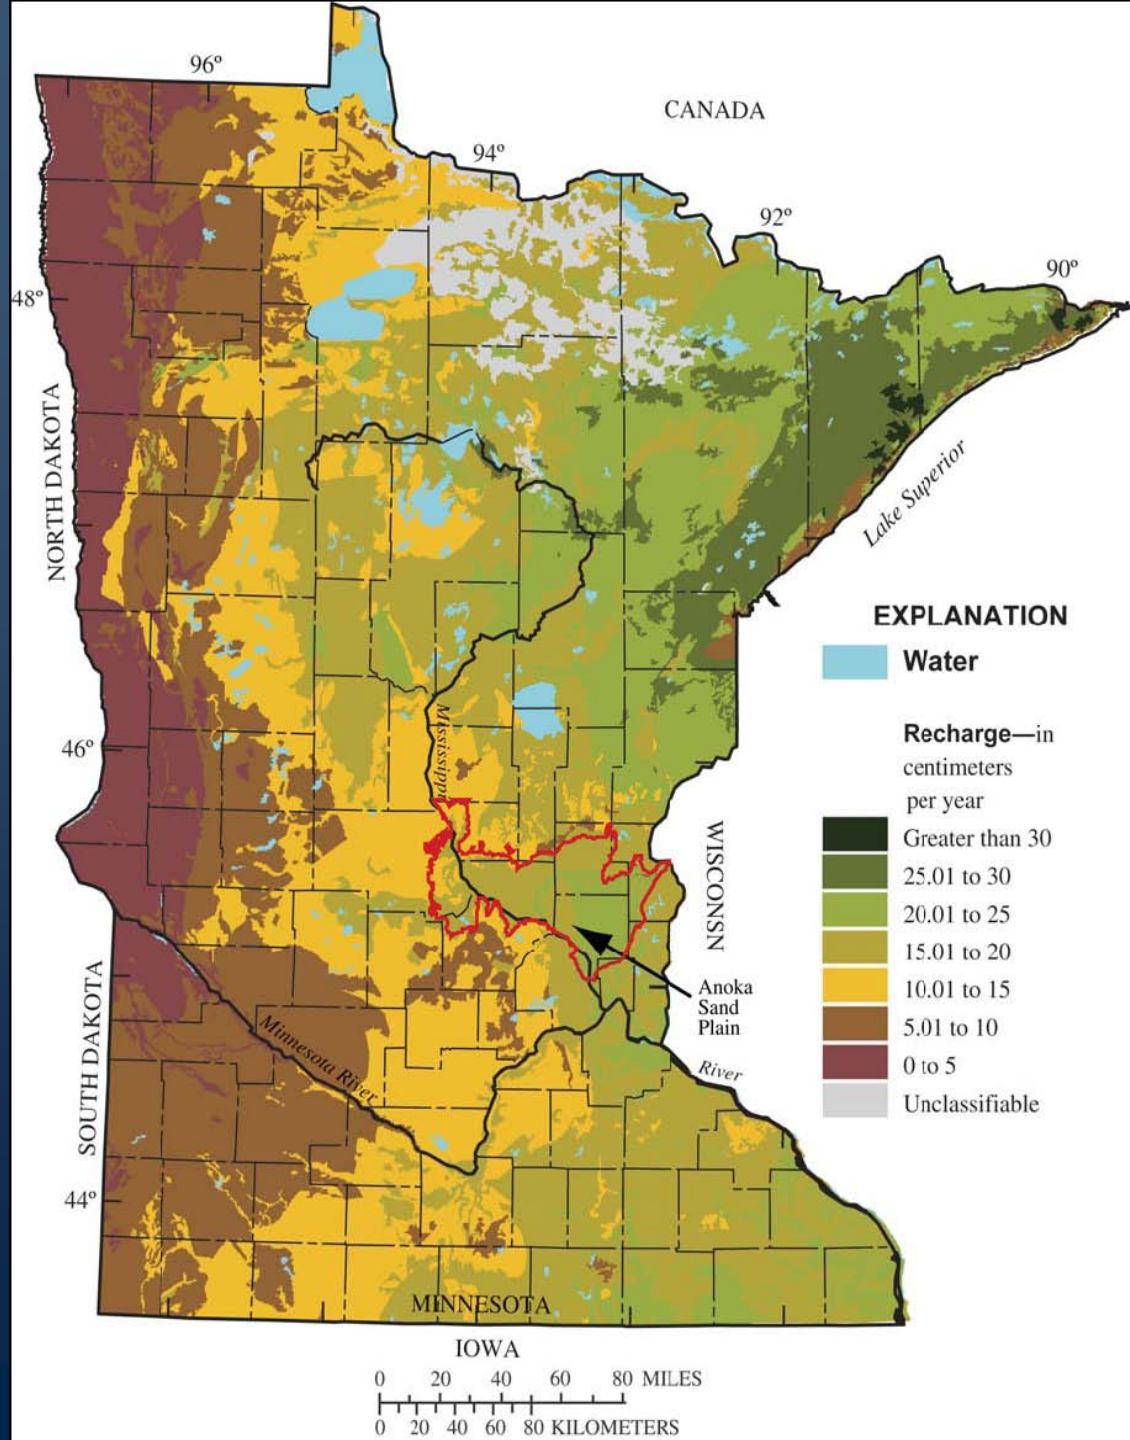 96º
CANADA
94º
92º
90º
48º
NORTH DAKOTA
Lake Superior
EXPLANATION
Water
Mississippi
46º
Recharge—in
centimeters
per year
Greater than 30
25.01 to 30
20.01 to 25
15.01 to 20
10.01 to 15
5.01 to 10
0 to 5
Unclassifiable
WISCONSN
Anoka
Sand
Plain
SOUTH DAKOTA
Minnesota River
River
44º
MINNESOTA
IOWA
0 20 40 60 80 MILES
0 20 40 60 80 KILOMETERS